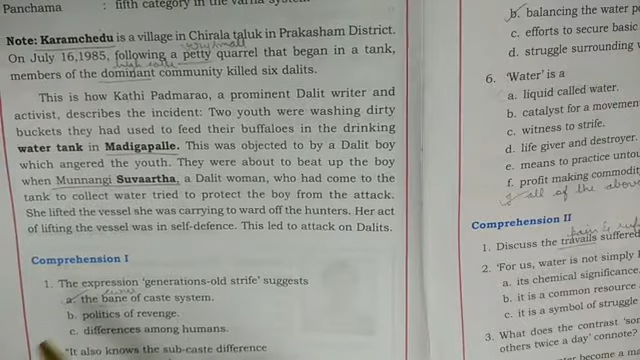 Panchama : fifth category in the varna system
Note: Karamchedu is a village in Chirala taluk in Prakasham District.
very small
On July 16,1985, following a petty quarrel that began in a tank,
high caste
members of the dominant community killed six dalits.
This is how Kathi Padmarao, a prominent Dalit writer and
activist, describes the incident: Two youth were washing dirty
buckets they had used to feed their buffaloes in the drinking
water tank in Madigapalle. This was objected to by a Dalit boy
which angered the youth. They were about to beat up the boy
when Munnangi Suvaartha, a Dalit woman, who had come to the
tank to collect water tried to protect the boy from the attack.
She lifted the vessel she was carrying to ward off the hunters. Her act
of lifting the vessel was in self-defence. This led to attack on Dalits.
Comprehension I
1. The expression 'generations-old strife' suggests
a. the bane of caste system.
b. politics of revenge.
c. differences among humans.
"It also knows the sub-caste difference
b. balancing the water po
c. efforts to secure basic
d. struggle surrounding w
6. 'Water' is a
a. liquid called water.
b. catalyst for a movemen
c. witness to strife.
d. life giver and destroyer.
e. means to practice untou
f. profit making commodit
g all of the above
Comprehension II
pain &
1. Discuss the travails suffered
2. 'For us, water is not simply
a. its chemical significance.
b. it is a common resource
c. it is a symbol of struggle
3. What does the contrast 'som
others twice a day' connote?
become a m